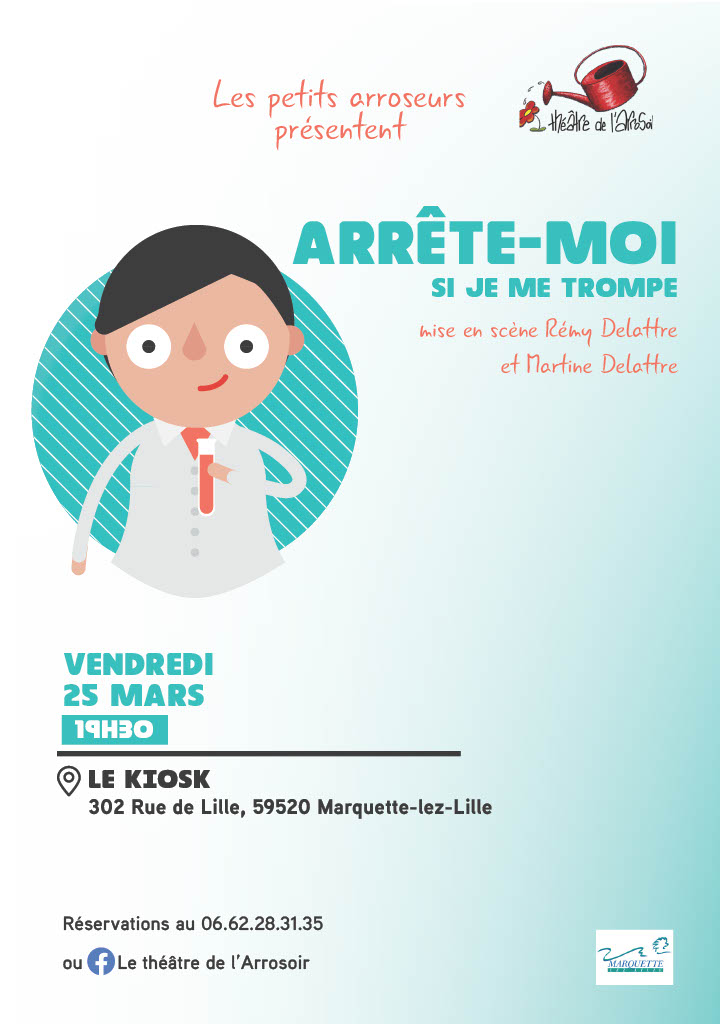 Les petits arroseurs
présentent
théâtre de l'Arrosoir
ARRÊTE-MOI
SI JE ME TROMPE
mise en scène Rémy Delattre
et Martine Delattre
VENDREDI
25 MARS
19H30
LE KIOSK
302 Rue de Lille, 59520 Marquette-lez-Lille
Réservations au 06.62.28.31.35
ou Le théâtre de l'Arrosoir
MARQUETTE